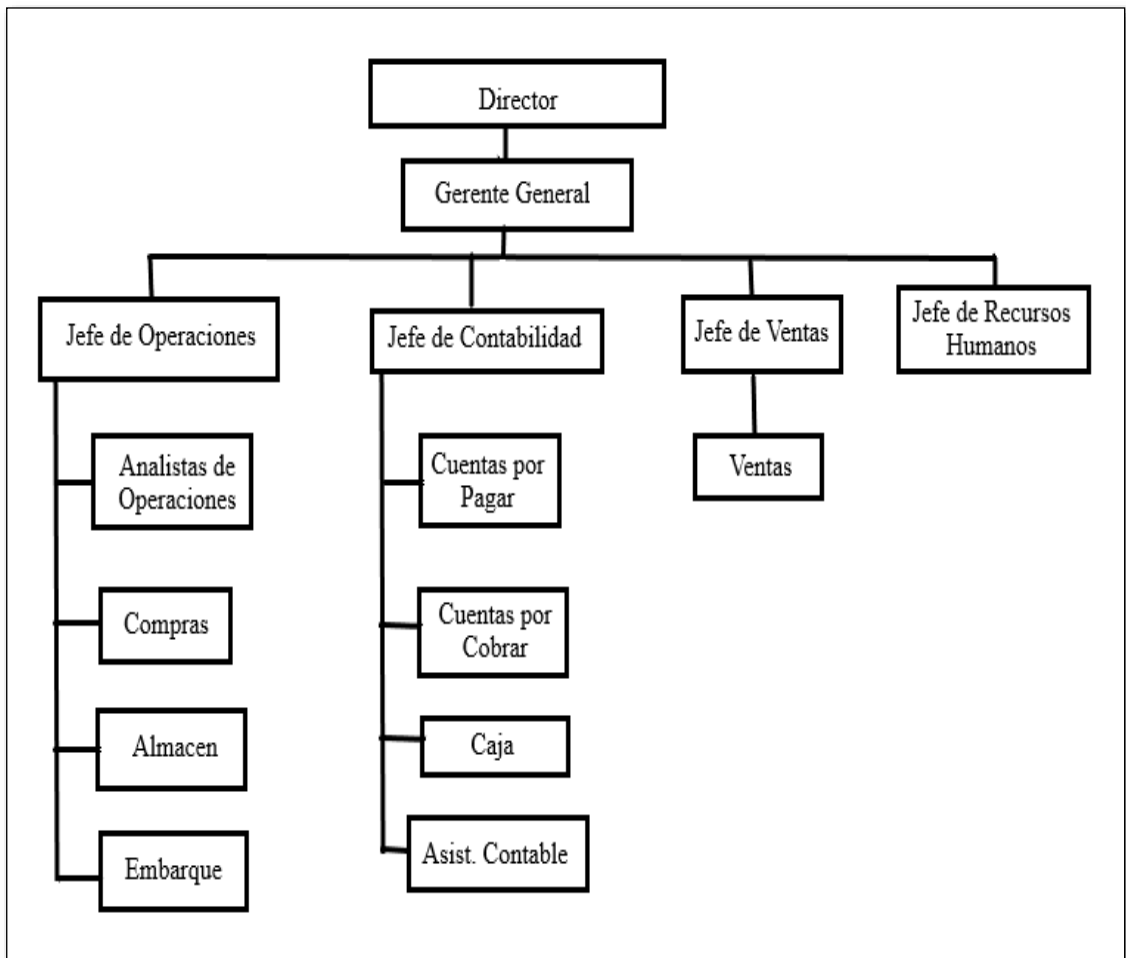 Director
Gerente General
Jefe de Operaciones
Jefe de Contabilidad
Jefe de Ventas
Jefe de Recursos
Humanos
Analistas de
Operaciones
Compras
Almacen
Embarque
Cuentas por
Pagar
Cuentas por
Cobrar
Caja
Asist. Contable
Ventas